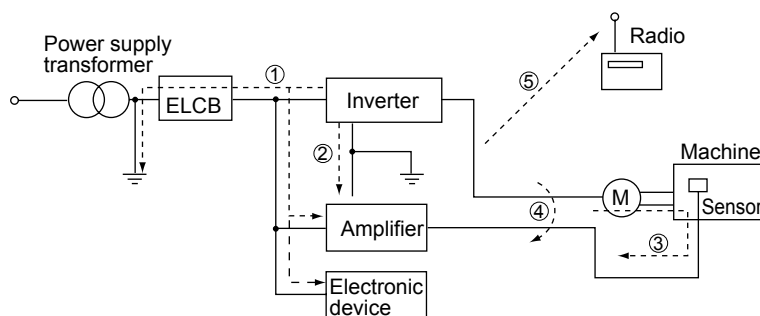 Power supply
transformer
ELCB
①
Inverter
⑤
Radio
②
Amplifier
④
M
Machine
Sensor
③
Electronic
device